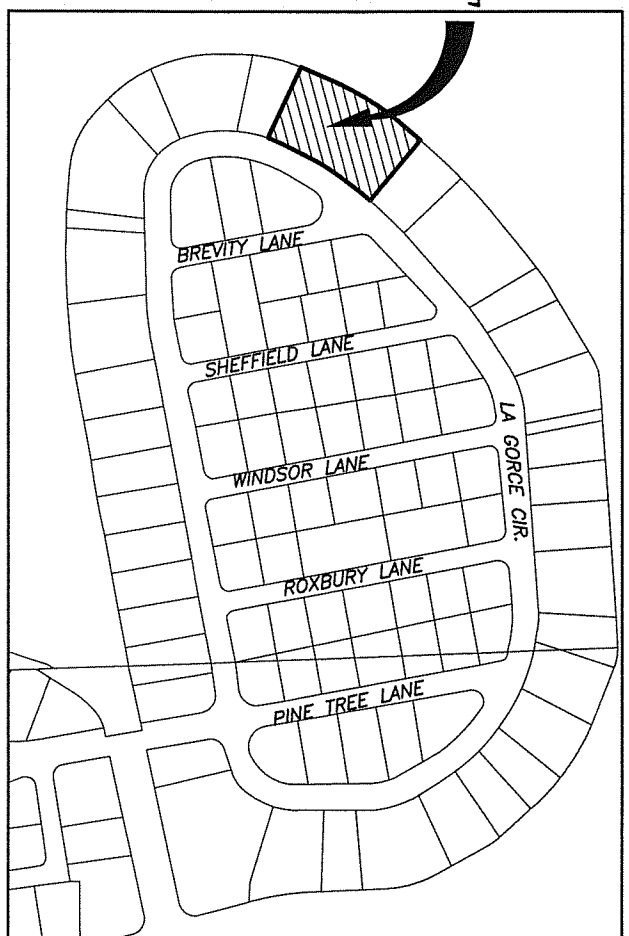 BREVITY LANE
SHEFFIELD LANE
LA GORCE CIR.
WINDSOR LANE
ROXBURY LANE
PINE TREE LANE